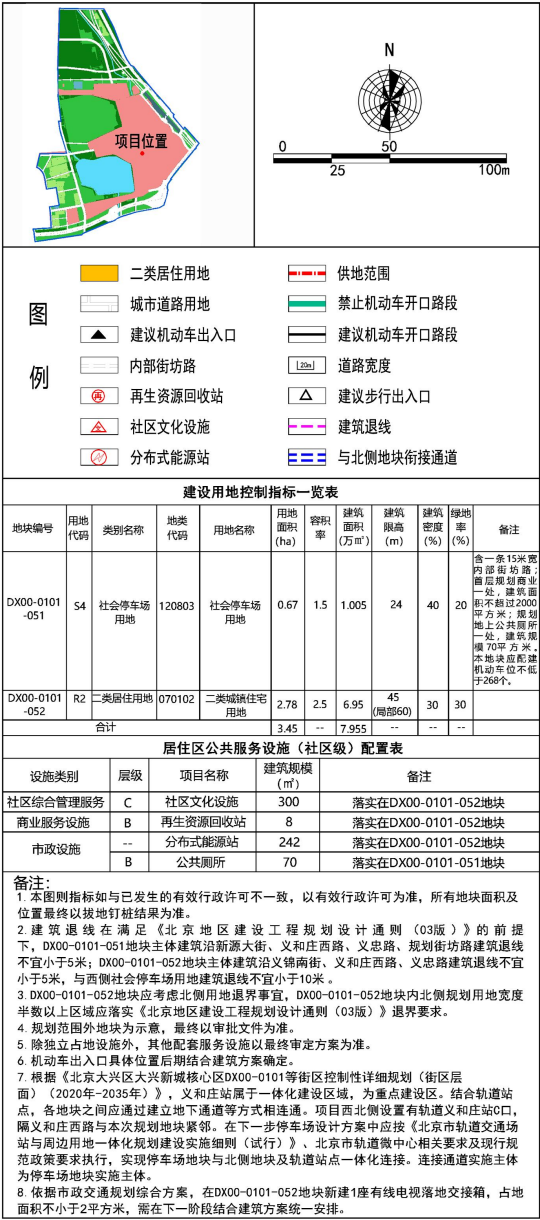 项目位置
N
0
50
25
100m
图例
二类居住用地
供地范围
城市道路用地
禁止机动车开口路段
建议机动车出入口
建议机动车开口路段
内部街坊路
20m
道路宽度
再
再生资源回收站
建议步行出入口
文
社区文化设施
建筑退线
分布式能源站
与北侧地块衔接通道
建设用地控制指标一览表
地块编号 用地代码 类别名称 地类代码 用地名称 用地面积(ha) 容积率 建筑面积(万㎡) 建筑限高(m) 建筑密度(%) 绿地率(%) 备注
DX00-0101-051 S4 社会停车场用地 120803 社会停车场用地 0.67 1.5 1.005 24 40 20
含一条15米宽
内部街坊路；
首层规划商业
一处，建筑面
积不超过2000
平方米；规划
地上公共厕所
一处，建筑规
模70平方米。
本地块应配建
机动车位不低
于268个。
DX00-0101-052 R2 二类居住用地 070102 二类城镇住宅用地 2.78 2.5 6.95 45(局部60) 30 30
合计 3.45 -- 7.955 -- -- --
居住区公共服务设施（社区级）配置表
设施类别 层级 项目名称 建筑规模(㎡) 备注
社区综合管理服务 C 社区文化设施 300 落实在DX00-0101-052地块
商业服务设施 B 再生资源回收站 8 落实在DX00-0101-052地块
市政设施 -- 分布式能源站 242 落实在DX00-0101-052地块
B 公共厕所 70 落实在DX00-0101-051地块
备注：
1. 本图则指标如与已发生的有效行政许可不一致，以有效行政许可为准，所有地块面积及
位置最终以拔地钉桩结果为准。
2. 建筑退线在满足《北京地区建设工程规划设计通则（03版）》的前提
下，DX00-0101-051地块主体建筑沿新源大街、义和庄西路、义忠路、规划街坊路建筑退线
不宜小于5米；DX00-0101-052地块主体建筑沿义锦南街、义和庄西路、义忠路建筑退线不宜
小于5米，与西侧社会停车场用地建筑退线不宜小于10米 。
3. DX00-0101-052地块应考虑北侧用地退界事宜，DX00-0101-052地块内北侧规划用地宽度
半数以上区域应落实《北京地区建设工程规划设计通则（03版）》退界要求。
4. 规划范围外地块为示意，最终以审批文件为准。
5. 除独立占地设施外，其他配套服务设施以最终审定方案为准。
6. 机动车出入口具体位置后期结合建筑方案确定。
7. 根据《北京大兴区大兴新城核心区DX00-0101等街区控制性详细规划（街区层
面）（2020年-2035年）》，义和庄站属于一体化建设区域，为重点建设区。结合轨道站
点，各地块之间应通过建立地下通道等方式相连通。项目西北侧设置有轨道义和庄站C口，
隔义和庄西路与本次规划地块紧邻。在下一步停车场设计方案中应按《北京市轨道交通场站
与周边用地一体化规划建设实施细则（试行）》、北京市轨道微中心相关要求及现行规
范政策要求执行，实现停车场地块与北侧地块及轨道站点一体化连接。连接通道实施主体
为停车场地块实施主体。
8. 依据市政交通规划综合方案，在DX00-0101-052地块新建1座有线电视落地交接箱，占地
面积不小于2平方米，需在下一阶段结合建筑方案统一安排。